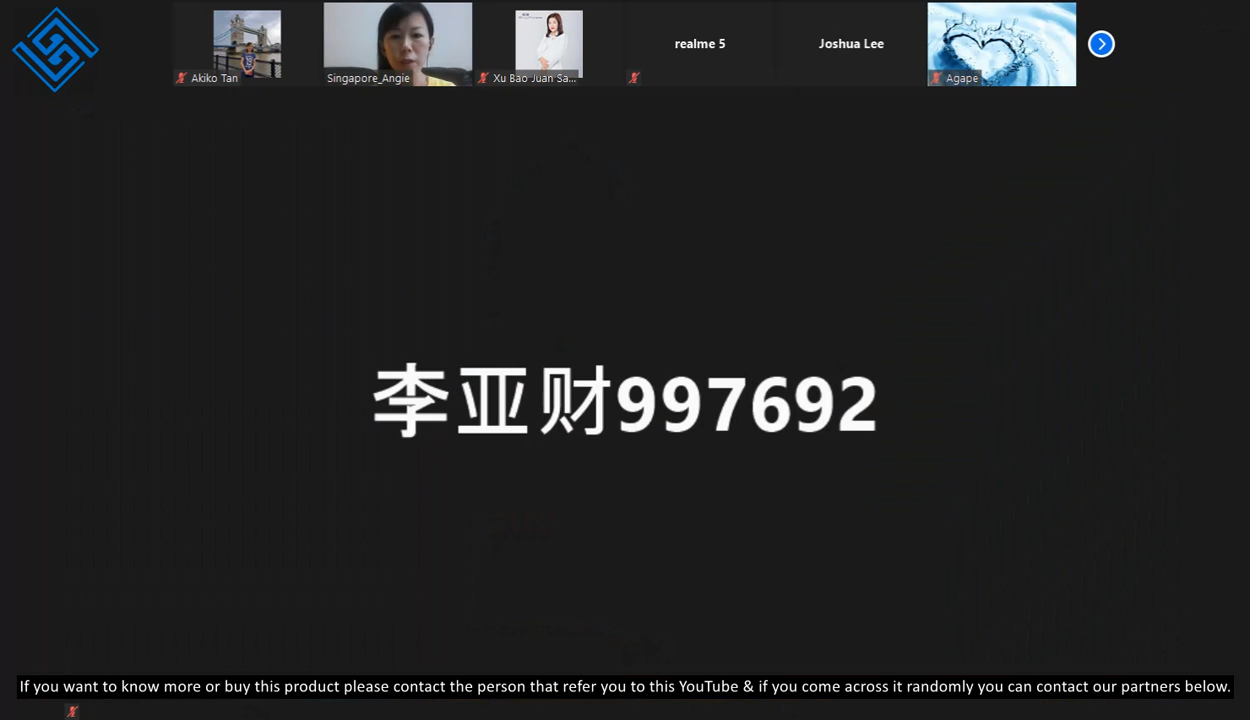 Akiko Tan
Singapore_Angie
Xu Bao Juan Sa...
realme 5
Joshua Lee
Agape
李亚财997692
If you want to know more or buy this product please contact the person that refer you to this YouTube & if you come across it randomly you can contact our partners below.